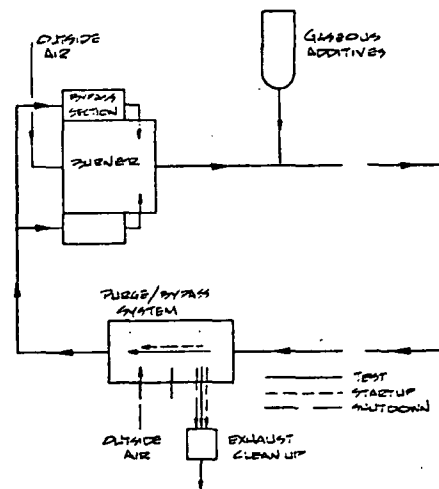 OUTSIDE
AIR
GASEOUS
ADDITIVES
BYPASS
SECTION
BURNER
PURGE/BYPASS
SYSTEM
TEST
STARTUP
SHUTDOWN
OUTSIDE
AIR
EXHAUST
CLEAN UP